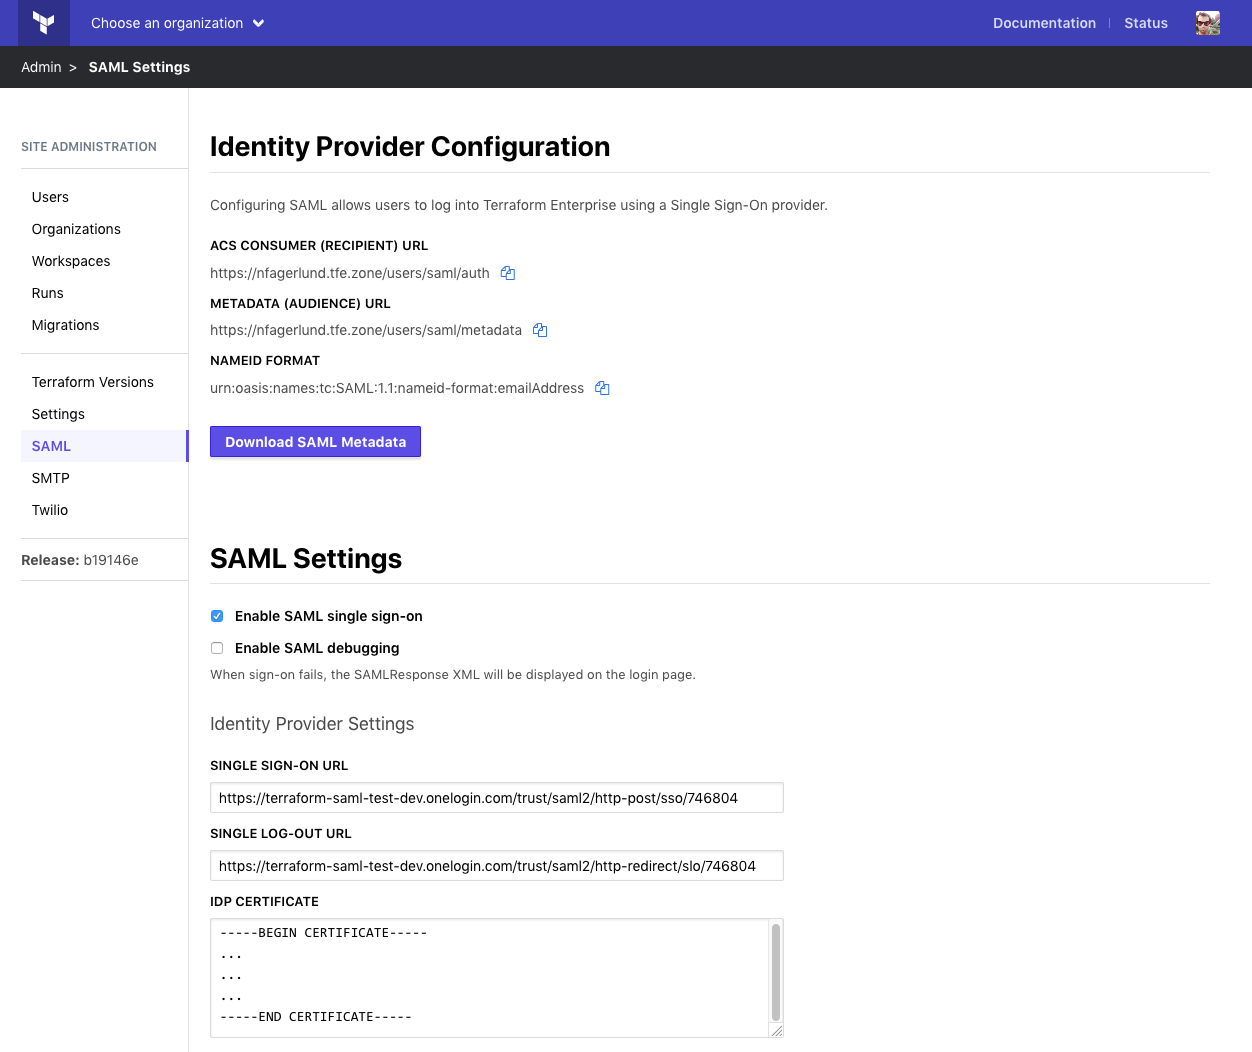 Choose an organization
Documentation
Status
Admin > SAML Settings
SITE ADMINISTRATION
Users
Organizations
Workspaces
Runs
Migrations
Terraform Versions
Settings
SAML
SMTP
Twilio
Release: b19146e
Identity Provider Configuration
Configuring SAML allows users to log into Terraform Enterprise using a Single Sign-On provider.
ACS CONSUMER (RECIPIENT) URL
https://nfagerlund.tfe.zone/users/saml/auth
METADATA (AUDIENCE) URL
https://nfagerlund.tfe.zone/users/saml/metadata
NAMEID FORMAT
urn:oasis:names:tc:SAML:1.1:nameid-format:emailAddress
Download SAML Metadata
SAML Settings
Enable SAML single sign-on
Enable SAML debugging
When sign-on fails, the SAMLResponse XML will be displayed on the login page.
Identity Provider Settings
SINGLE SIGN-ON URL
https://terraform-saml-test-dev.onelogin.com/trust/saml2/http-post/sso/746804
SINGLE LOG-OUT URL
https://terraform-saml-test-dev.onelogin.com/trust/saml2/http-redirect/slo/746804
IDP CERTIFICATE
-----BEGIN CERTIFICATE-----
...
...
...
-----END CERTIFICATE-----